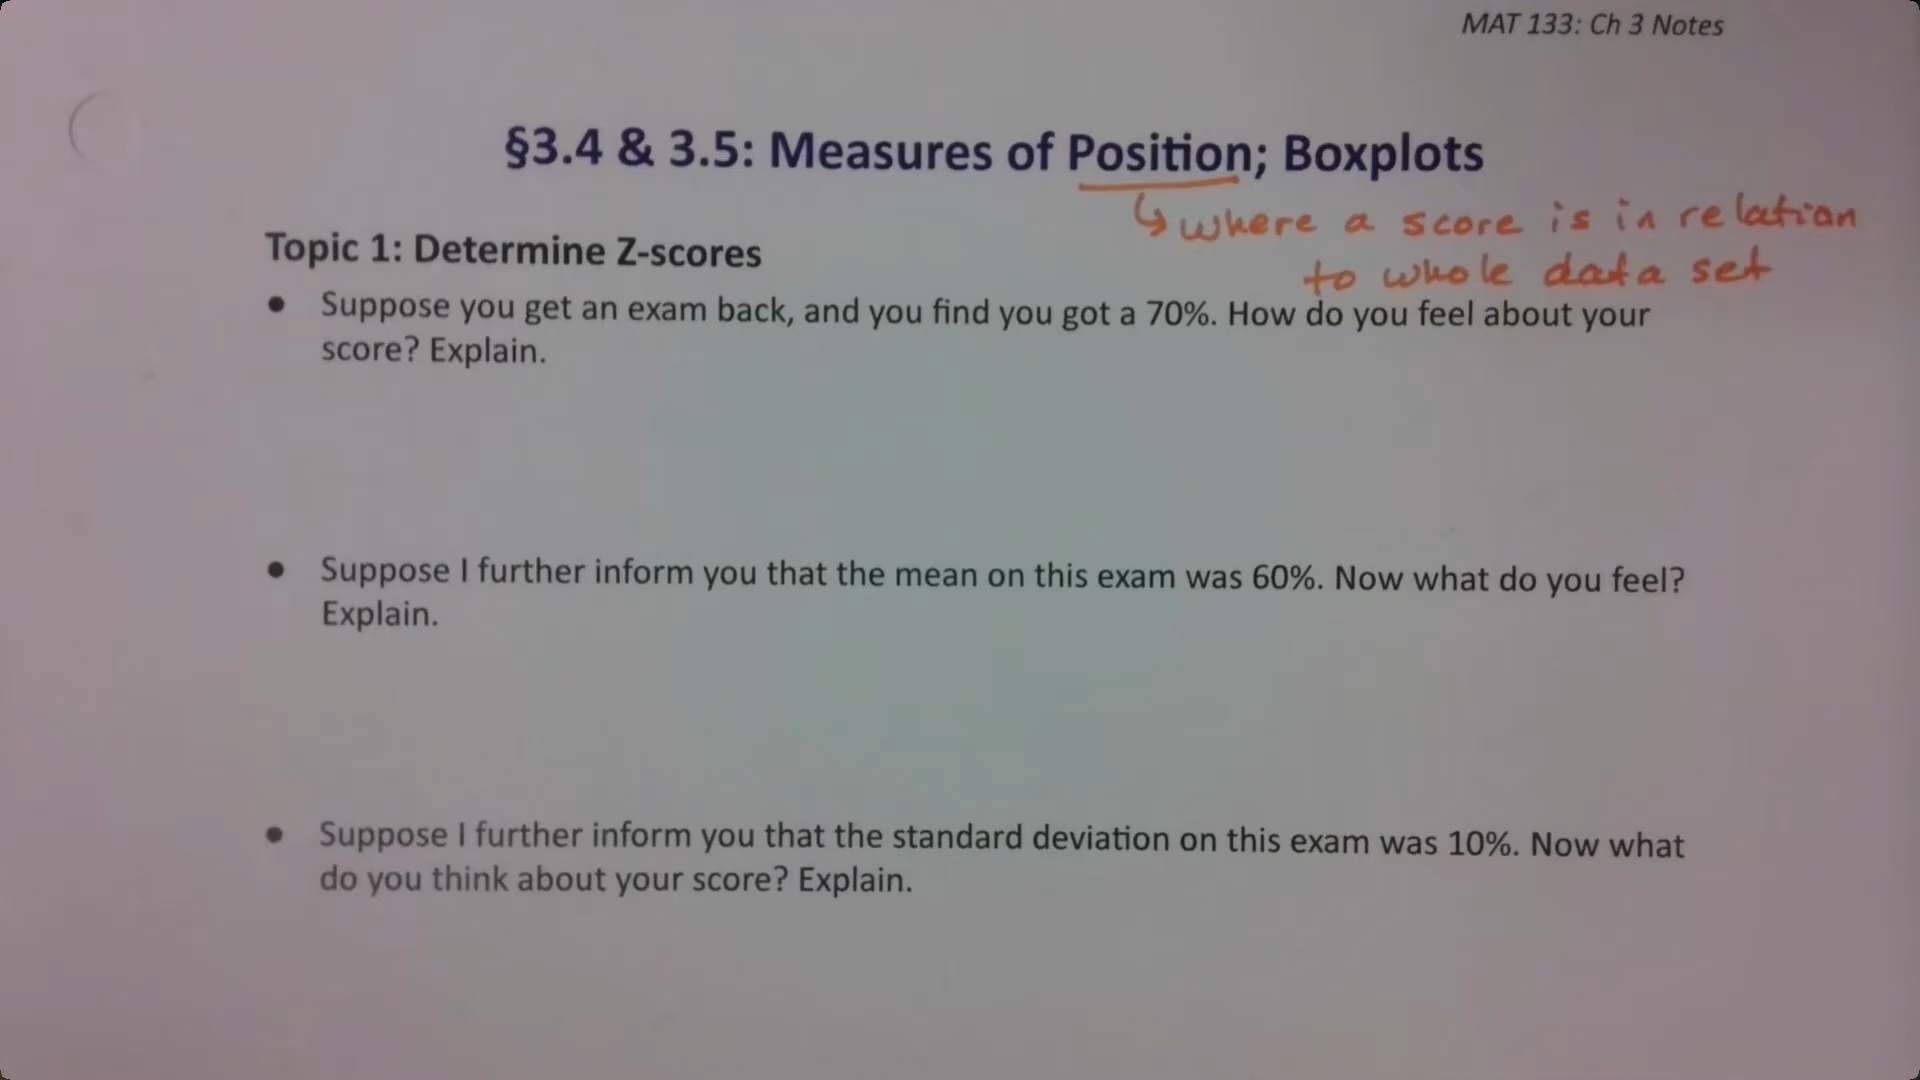 MAT 133: Ch 3 Notes
§3.4 & 3.5: Measures of Position; Boxplots
↳ where a score is in relation
to whole data set
Topic 1: Determine Z-scores
• Suppose you get an exam back, and you find you got a 70%. How do you feel about your
score? Explain.
• Suppose I further inform you that the mean on this exam was 60%. Now what do you feel?
Explain.
• Suppose I further inform you that the standard deviation on this exam was 10%. Now what
do you think about your score? Explain.